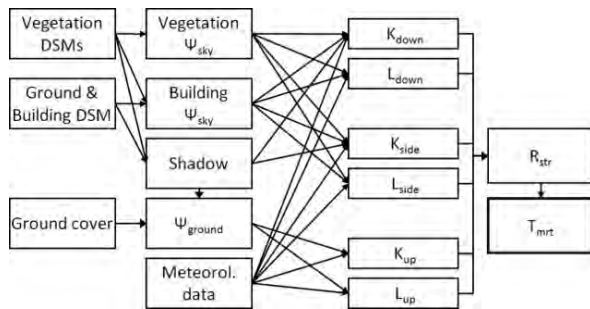 Vegetation
DSMs
Ground &
Building DSM
Ground cover
Vegetation
Ψsky
Building
Ψsky
Shadow
Ψground
Meteorol.
data
Kdown
Ldown
Kside
Lside
Kup
Lup
Rstr
Tmrt